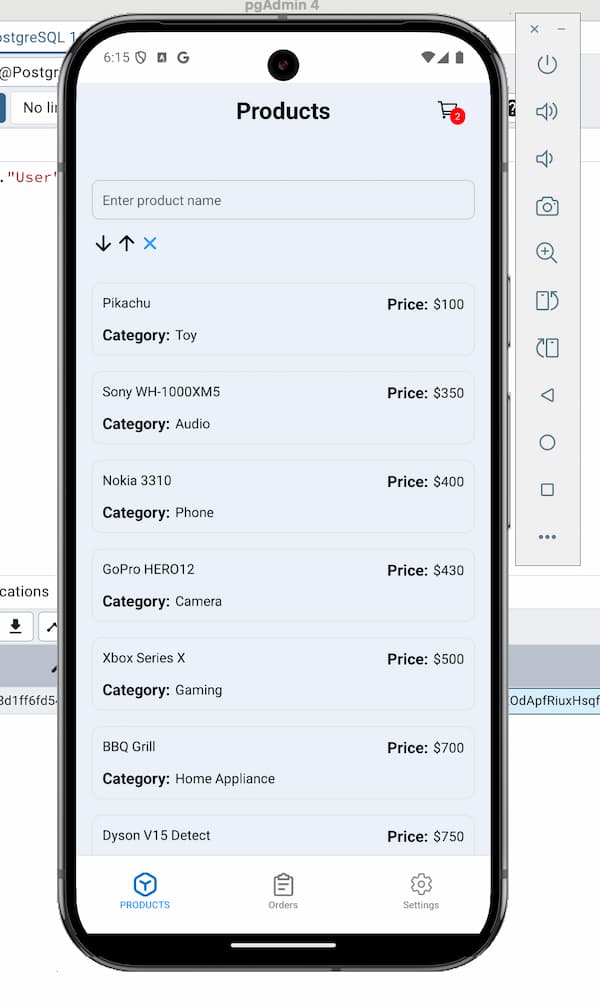 pgAdmin 4
ostgreSQL 1
@Postgr
No li
."User"
6:15
Products
2
Enter product name
Pikachu
Price: $100
Category: Toy
Sony WH-1000XM5
Price: $350
Category: Audio
Nokia 3310
Price: $400
Category: Phone
GoPro HERO12
Price: $430
Category: Camera
Xbox Series X
Price: $500
Category: Gaming
BBQ Grill
Price: $700
Category: Home Appliance
Dyson V15 Detect
Price: $750
PRODUCTS
Orders
Settings
cations
3d1ff6fd5
OdApfRiuxHsqf